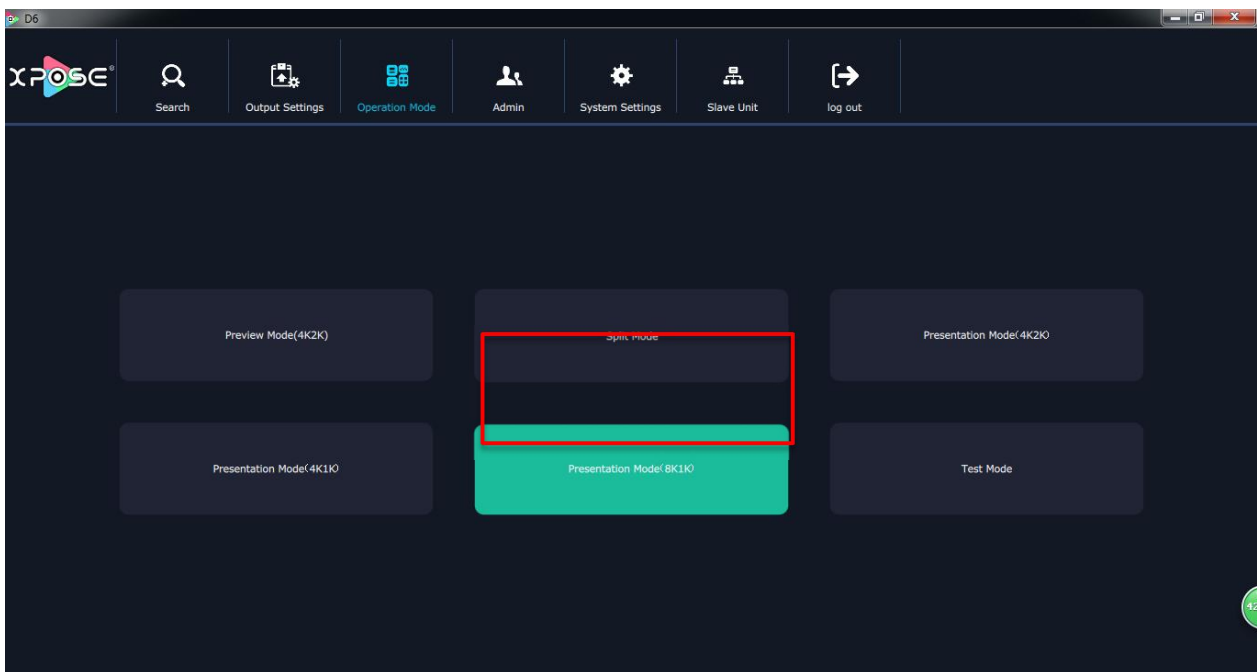 D6
XPOSE®
Search
Output Settings
Operation Mode
Admin
System Settings
Slave Unit
log out
Preview Mode(4K2K)
Split Mode
Presentation Mode(4K2K)
Presentation Mode(4K1K)
Presentation Mode(8K1K)
Test Mode
42